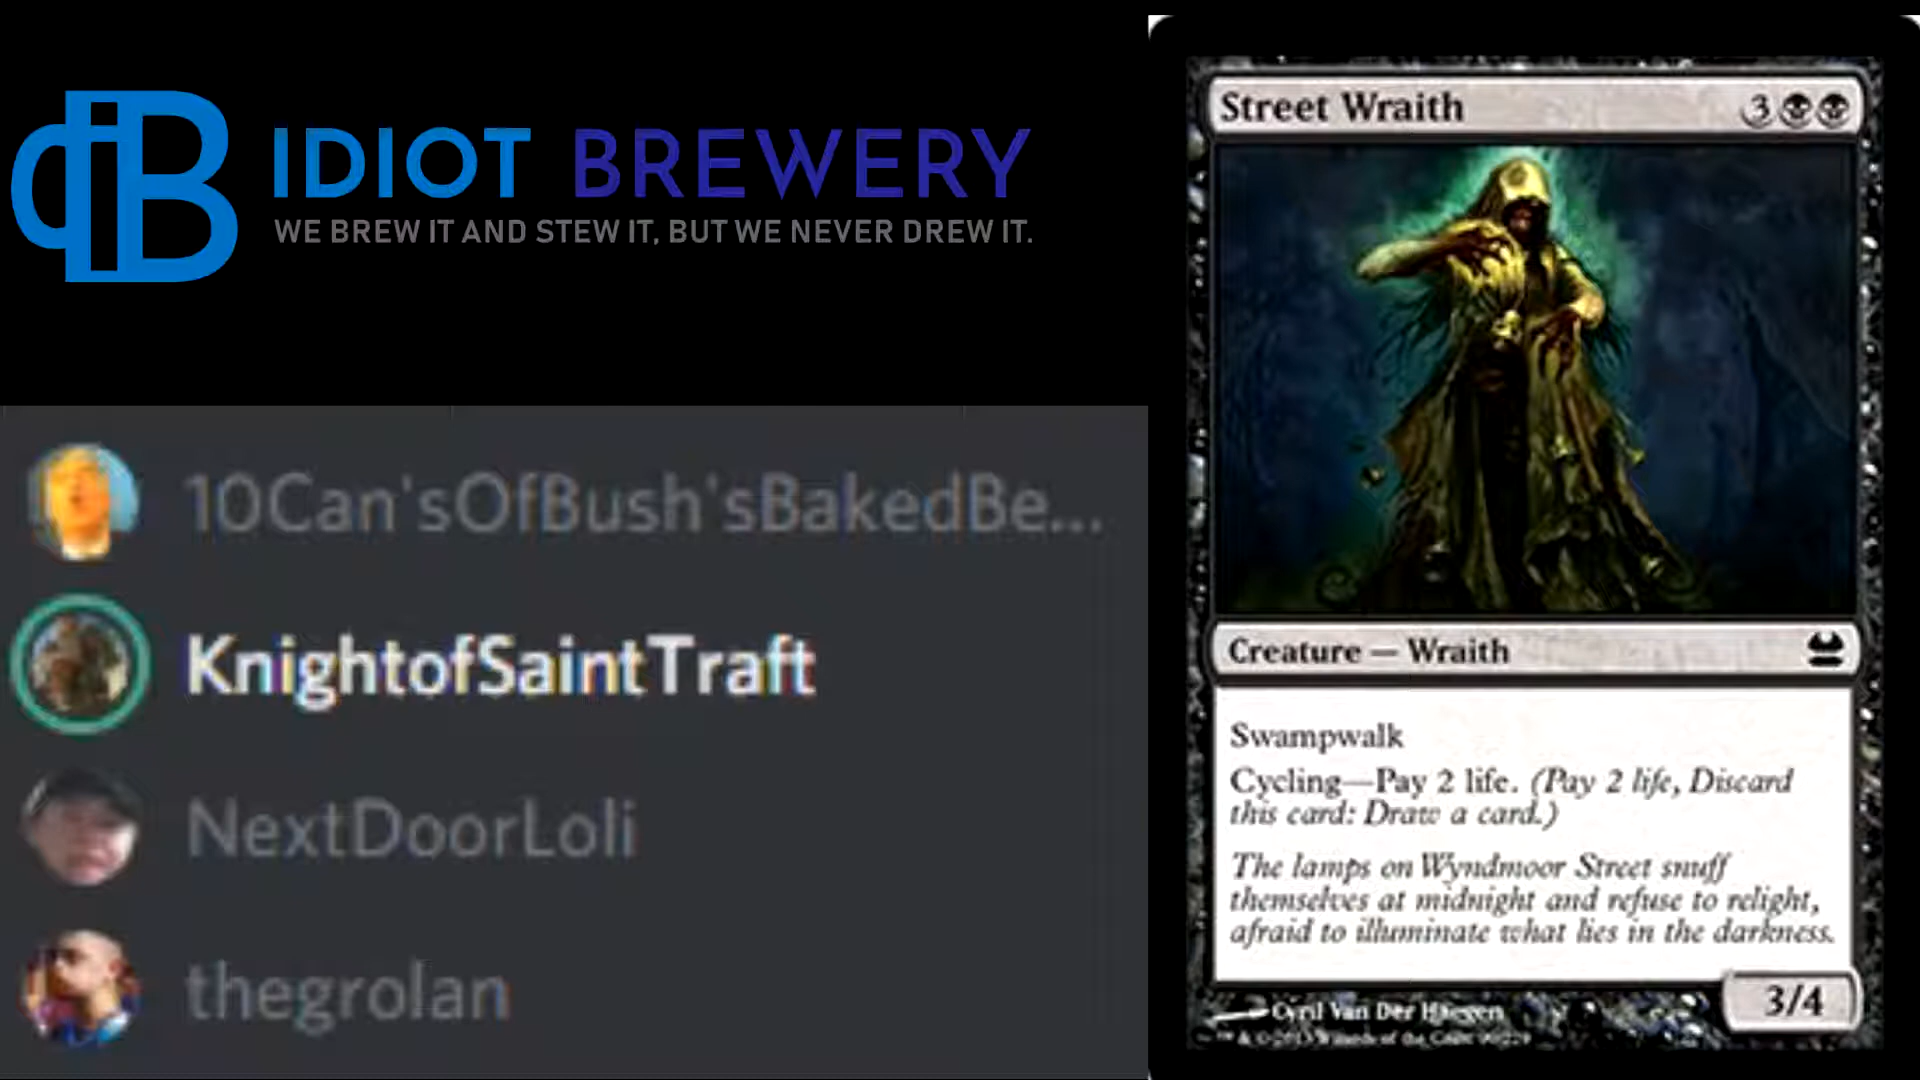 IDIOT BREWERY
WE BREW IT AND STEW IT, BUT WE NEVER DREW IT.
10Can'sOfBush'sBakedBe...
KnightofSaintTraft
NextDoorLoli
thegrolan
Street Wraith 3
Creature — Wraith
Swampwalk
Cycling—Pay 2 life. (Pay 2 life, Discard
this card: Draw a card.)
The lamps on Wyndmoor Street snuff
themselves at midnight and refuse to relight,
afraid to illuminate what lies in the darkness.
3/4
Cyril Van Der Haegen